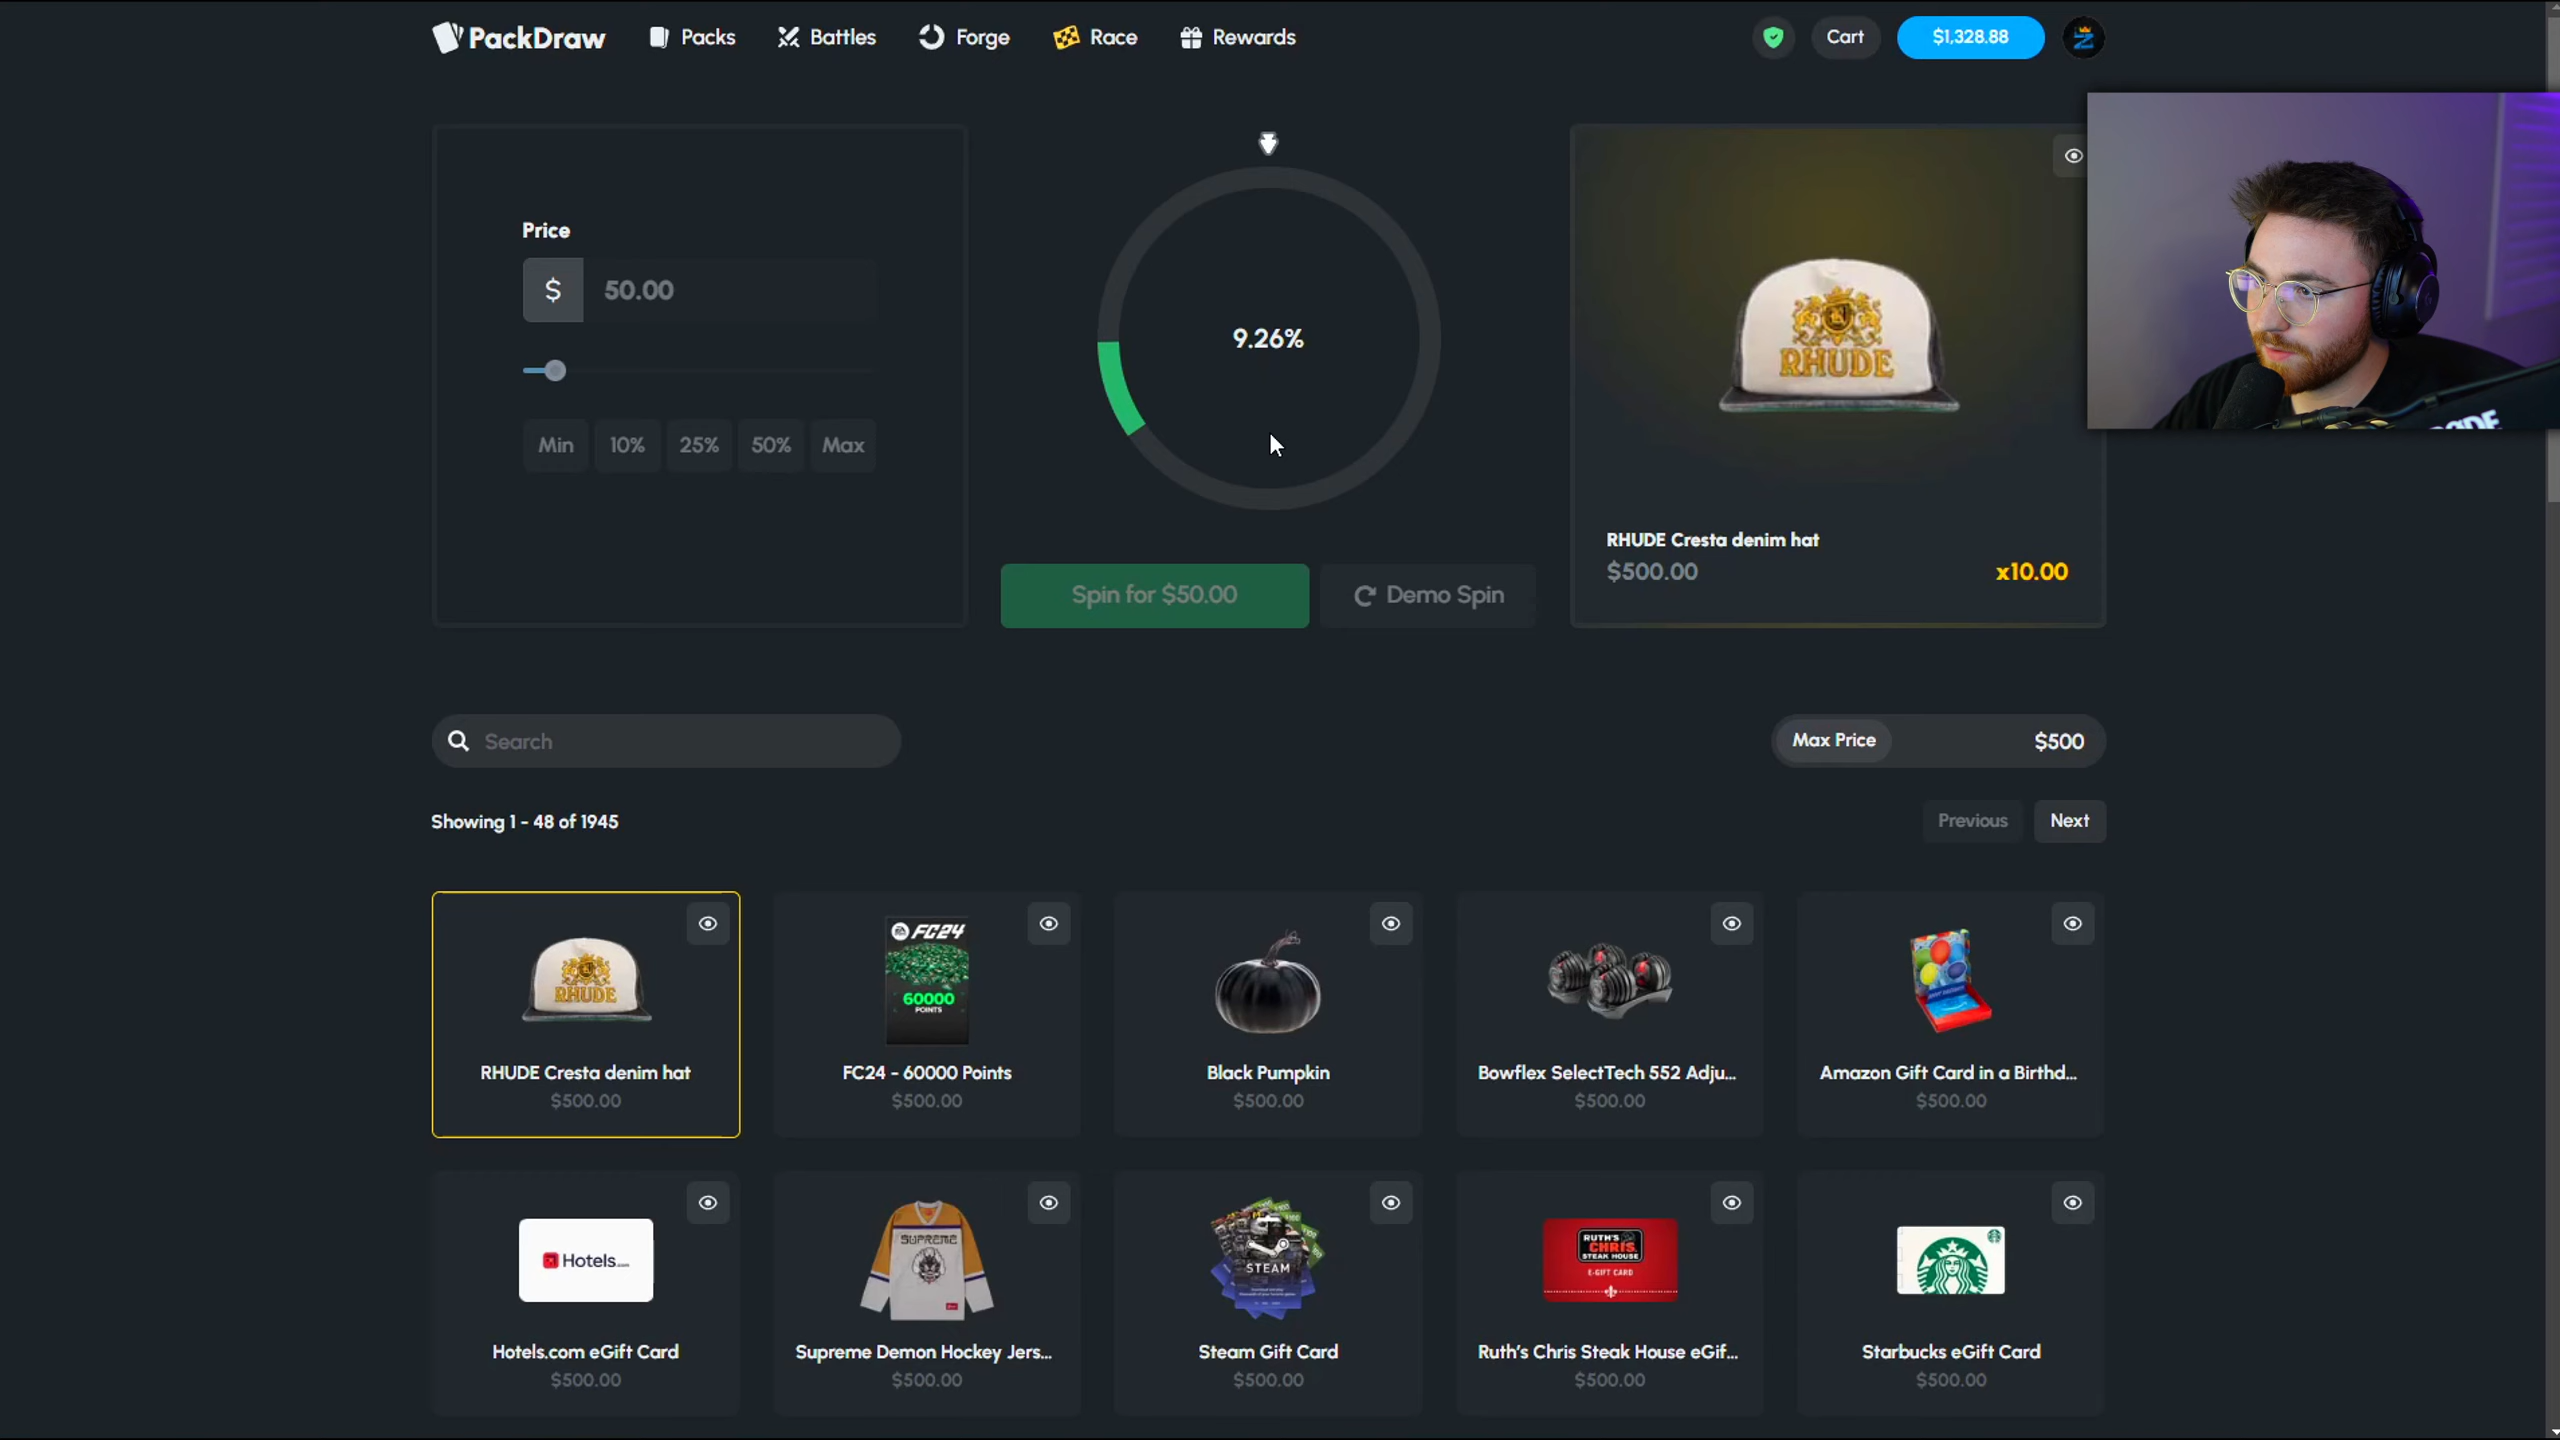 PackDraw
Packs
Battles
Forge
Race
Rewards
Cart
$1,328.88
Price
$ 50.00
Min
10%
25%
50%
Max
9.26%
Spin for $50.00
Demo Spin
RHUDE
RHUDE Cresta denim hat
$500.00
x10.00
Search
Max Price
$500
Showing 1 - 48 of 1945
Previous
Next
RHUDE
RHUDE Cresta denim hat
$500.00
FC24
60000
POINTS
FC24 - 60000 Points
$500.00
Black Pumpkin
$500.00
Bowflex SelectTech 552 Adju...
$500.00
Amazon Gift Card in a Birthd...
$500.00
Hotels.com
Hotels.com eGift Card
$500.00
SUPREME
Supreme Demon Hockey Jers...
$500.00
STEAM
Steam Gift Card
$500.00
RUTH'S
CHRIS
STEAK HOUSE
E-GIFT CARD
Ruth's Chris Steak House eGif...
$500.00
Starbucks eGift Card
$500.00